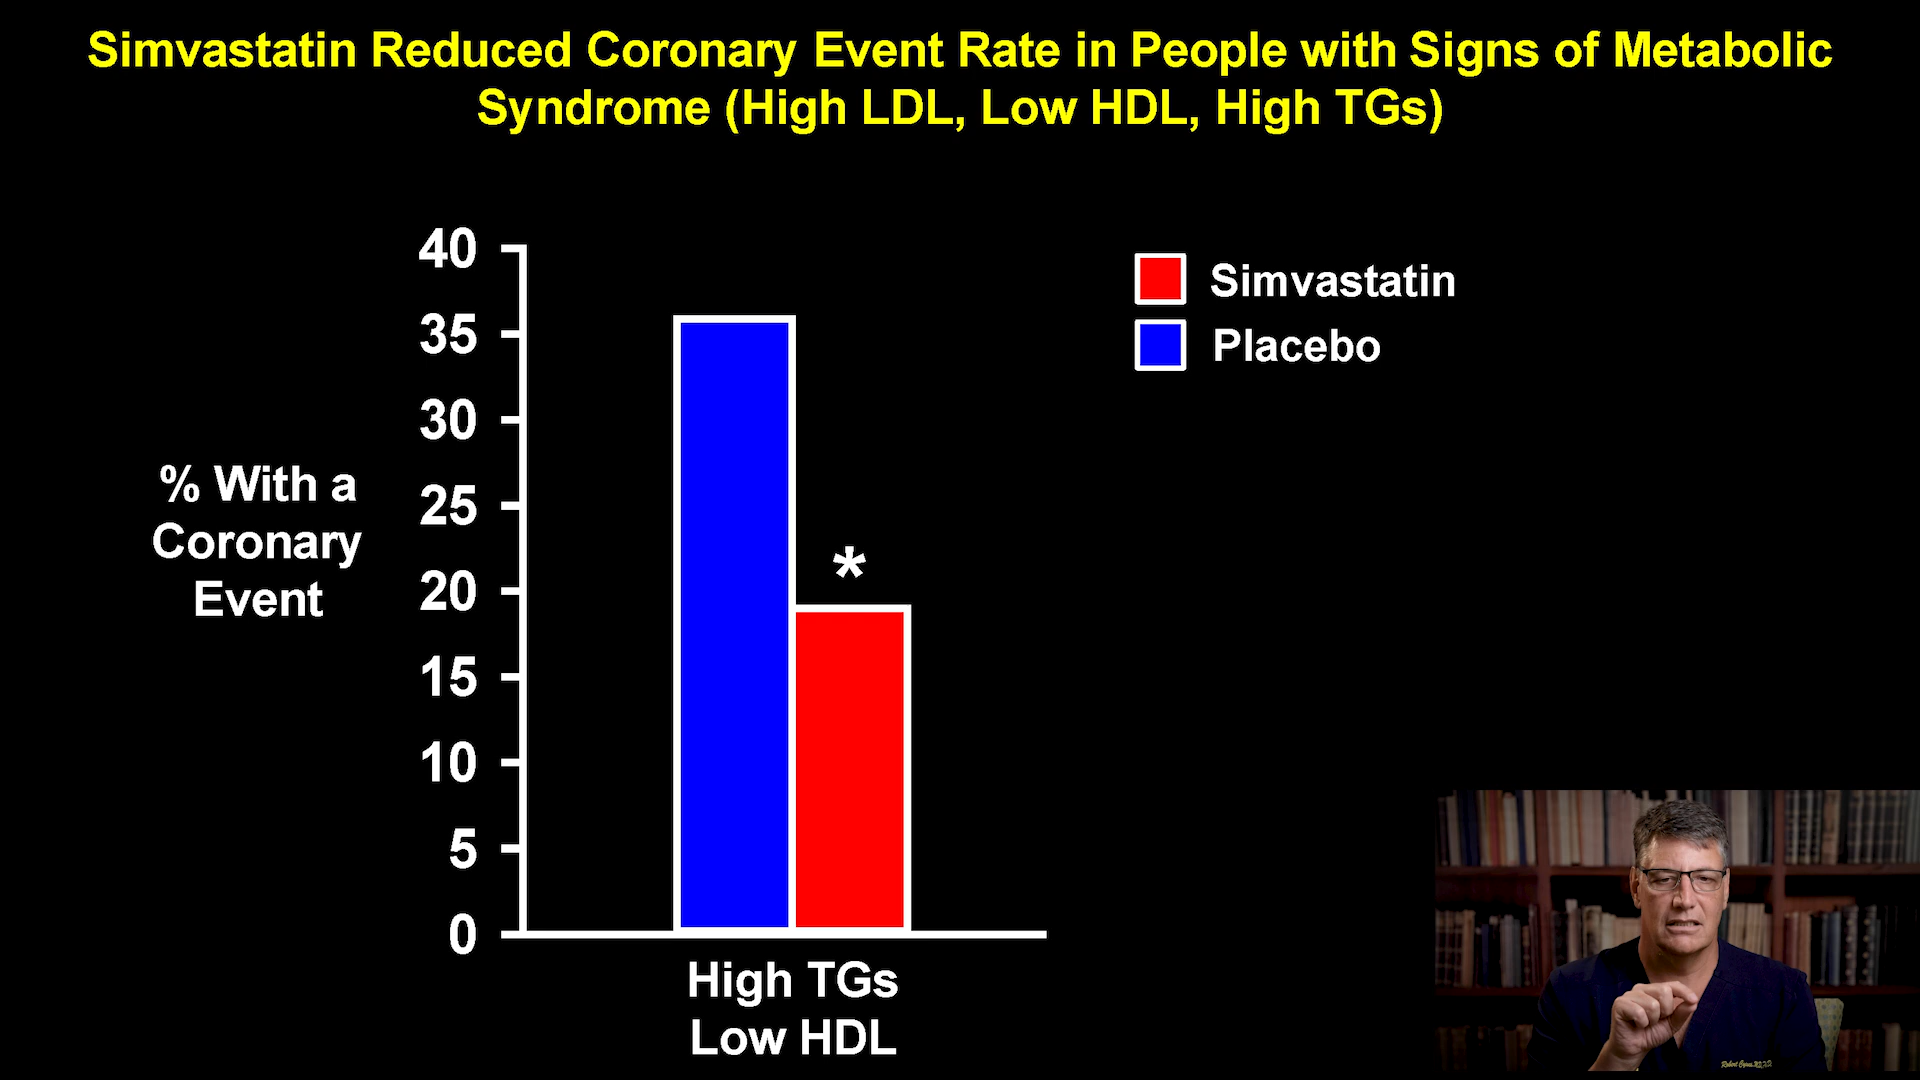 Simvastatin Reduced Coronary Event Rate in People with Signs of Metabolic
Syndrome (High LDL, Low HDL, High TGs)
40
35
30
25
20
15
10
5
0
% With a
Coronary
Event
*
Simvastatin
Placebo
High TGs
Low HDL
Robert